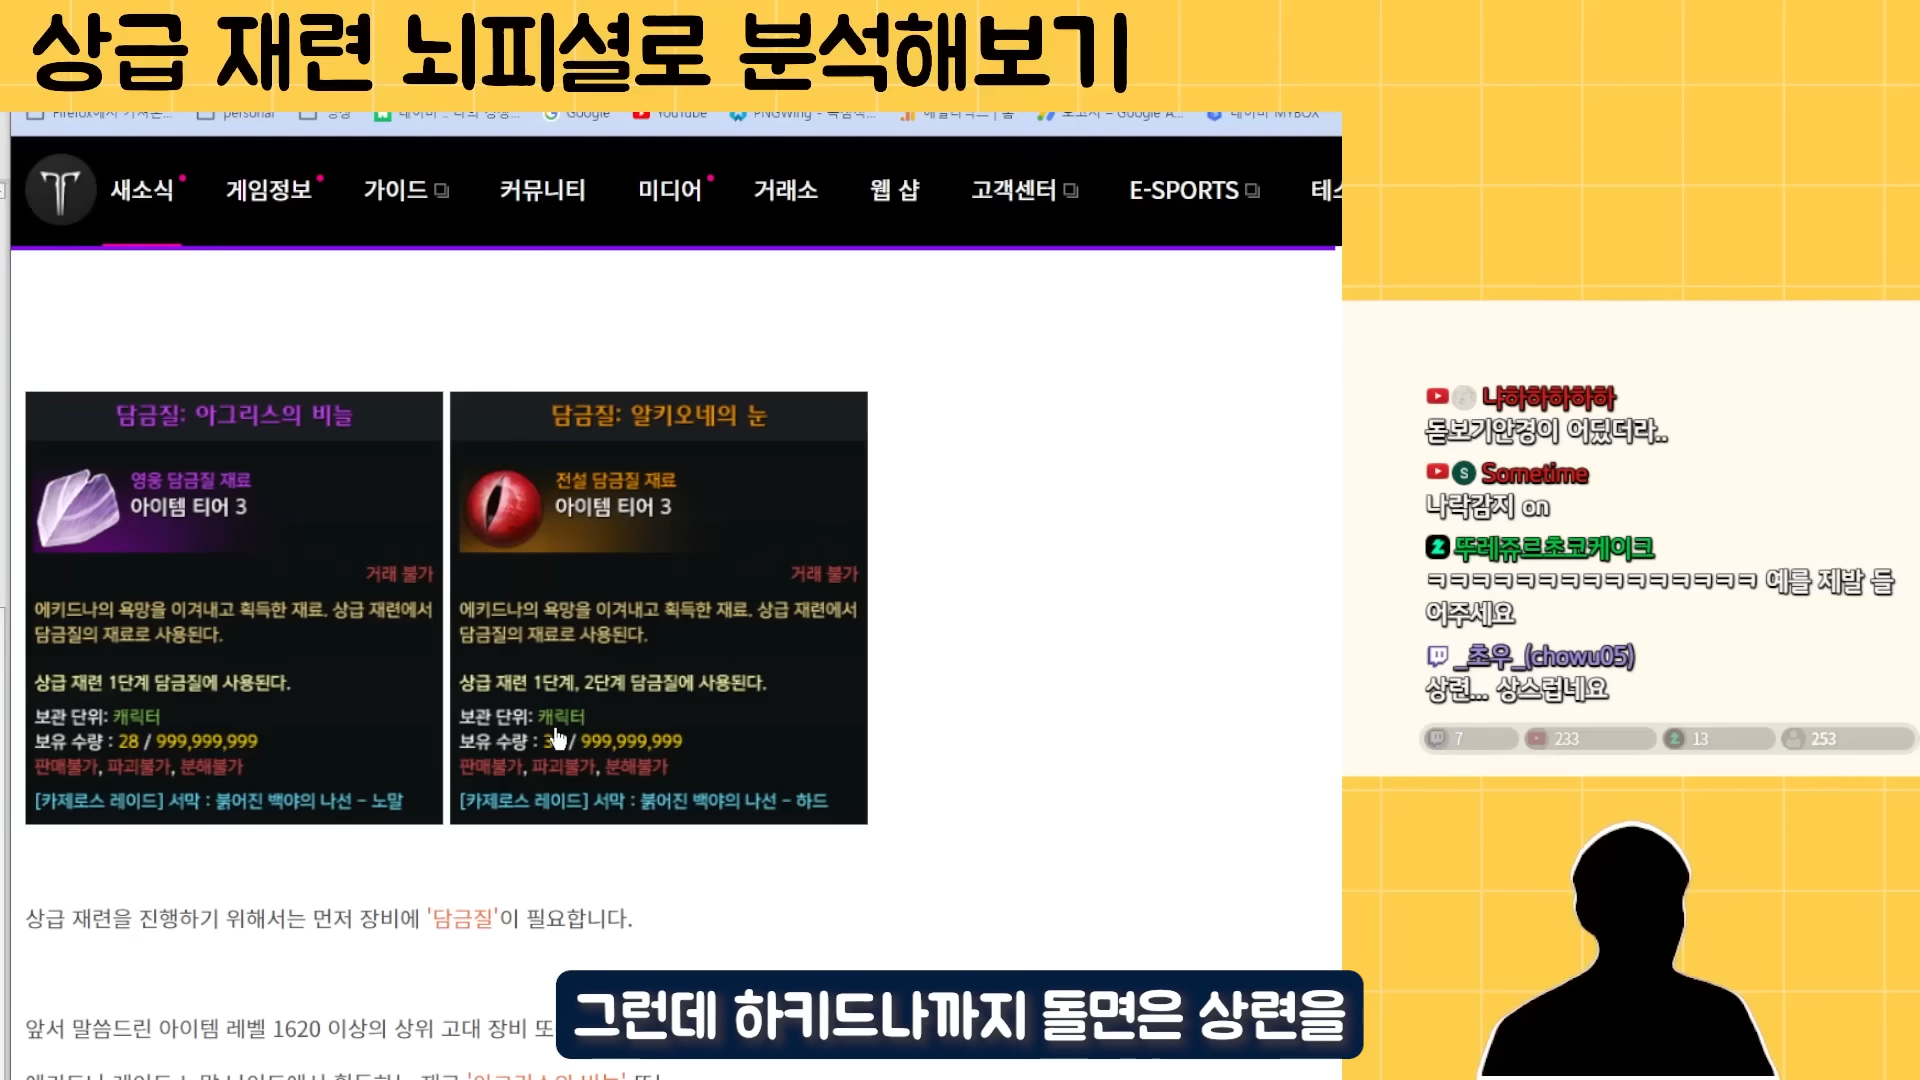 상급 재련 뇌피셜로 분석해보기
personal
Google
YouTube
새소식 게임정보 가이드 커뮤니티 미디어 거래소 웹 샵 고객센터 E-SPORTS
담금질: 아그리스의 비늘
영웅 담금질 재료
아이템 티어 3
거래 불가
에키드나의 욕망을 이겨내고 획득한 재료. 상급 재련에서
담금질의 재료로 사용된다.
상급 재련 1단계 담금질에 사용된다.
보관 단위: 캐릭터
보유 수량 : 28 / 999,999,999
판매불가, 파괴불가, 분해불가
[카제로스 레이드] 서막 : 붉어진 백야의 나선 - 노말
담금질: 알키오네의 눈
전설 담금질 재료
아이템 티어 3
거래 불가
에키드나의 욕망을 이겨내고 획득한 재료. 상급 재련에서
담금질의 재료로 사용된다.
상급 재련 1단계, 2단계 담금질에 사용된다.
보관 단위: 캐릭터
보유 수량 : / 999,999,999
판매불가, 파괴불가, 분해불가
[카제로스 레이드] 서막 : 붉어진 백야의 나선 - 하드
상급 재련을 진행하기 위해서는 먼저 장비에 '담금질'이 필요합니다.
앞서 말씀드린 아이템 레벨 1620 이상의 상위 고대 장비 또
그런데 하키드나까지 돌면은 상련을
냐하하하하하
돋보기안경이 어딨더라..
S Sometime
나락감지 on
뚜레쥬르초코케이크
ㅋㅋㅋㅋㅋㅋㅋㅋㅋㅋㅋㅋㅋㅋㅋ 예를 제발 들
어주세요
_초우_(chowu05)
상련... 상스럽네요
7 233 13 253